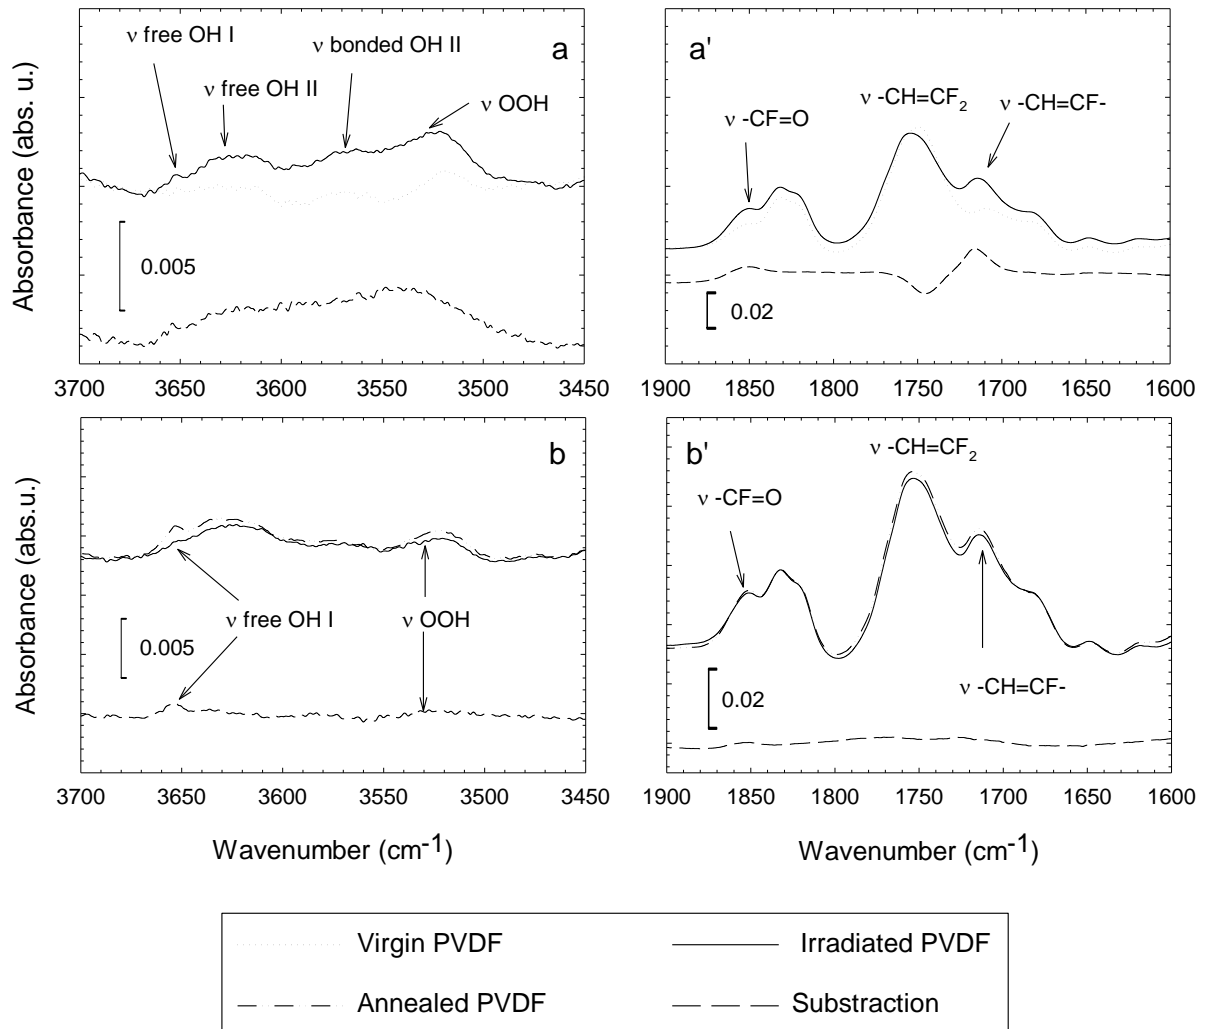 a
ν free OH I
ν bonded OH II
ν free OH II
ν OOH
Absorbance (abs. u.)
0.005
3700 3650 3600 3550 3500 3450
a'
ν -CH=CF2
ν -CH=CF-
ν -CF=O
0.02
1900 1850 1800 1750 1700 1600
b
ν free OH I
ν OOH
Absorbance (abs.u.)
0.005
3700 3650 3600 3550 3500 3450
Wavenumber (cm-1)
b'
ν -CH=CF2
ν -CF=O
ν -CH=CF-
0.02
1900 1850 1800 1750 1700 1600
Wavenumber (cm-1)
Virgin PVDF
Irradiated PVDF
Annealed PVDF
Substraction